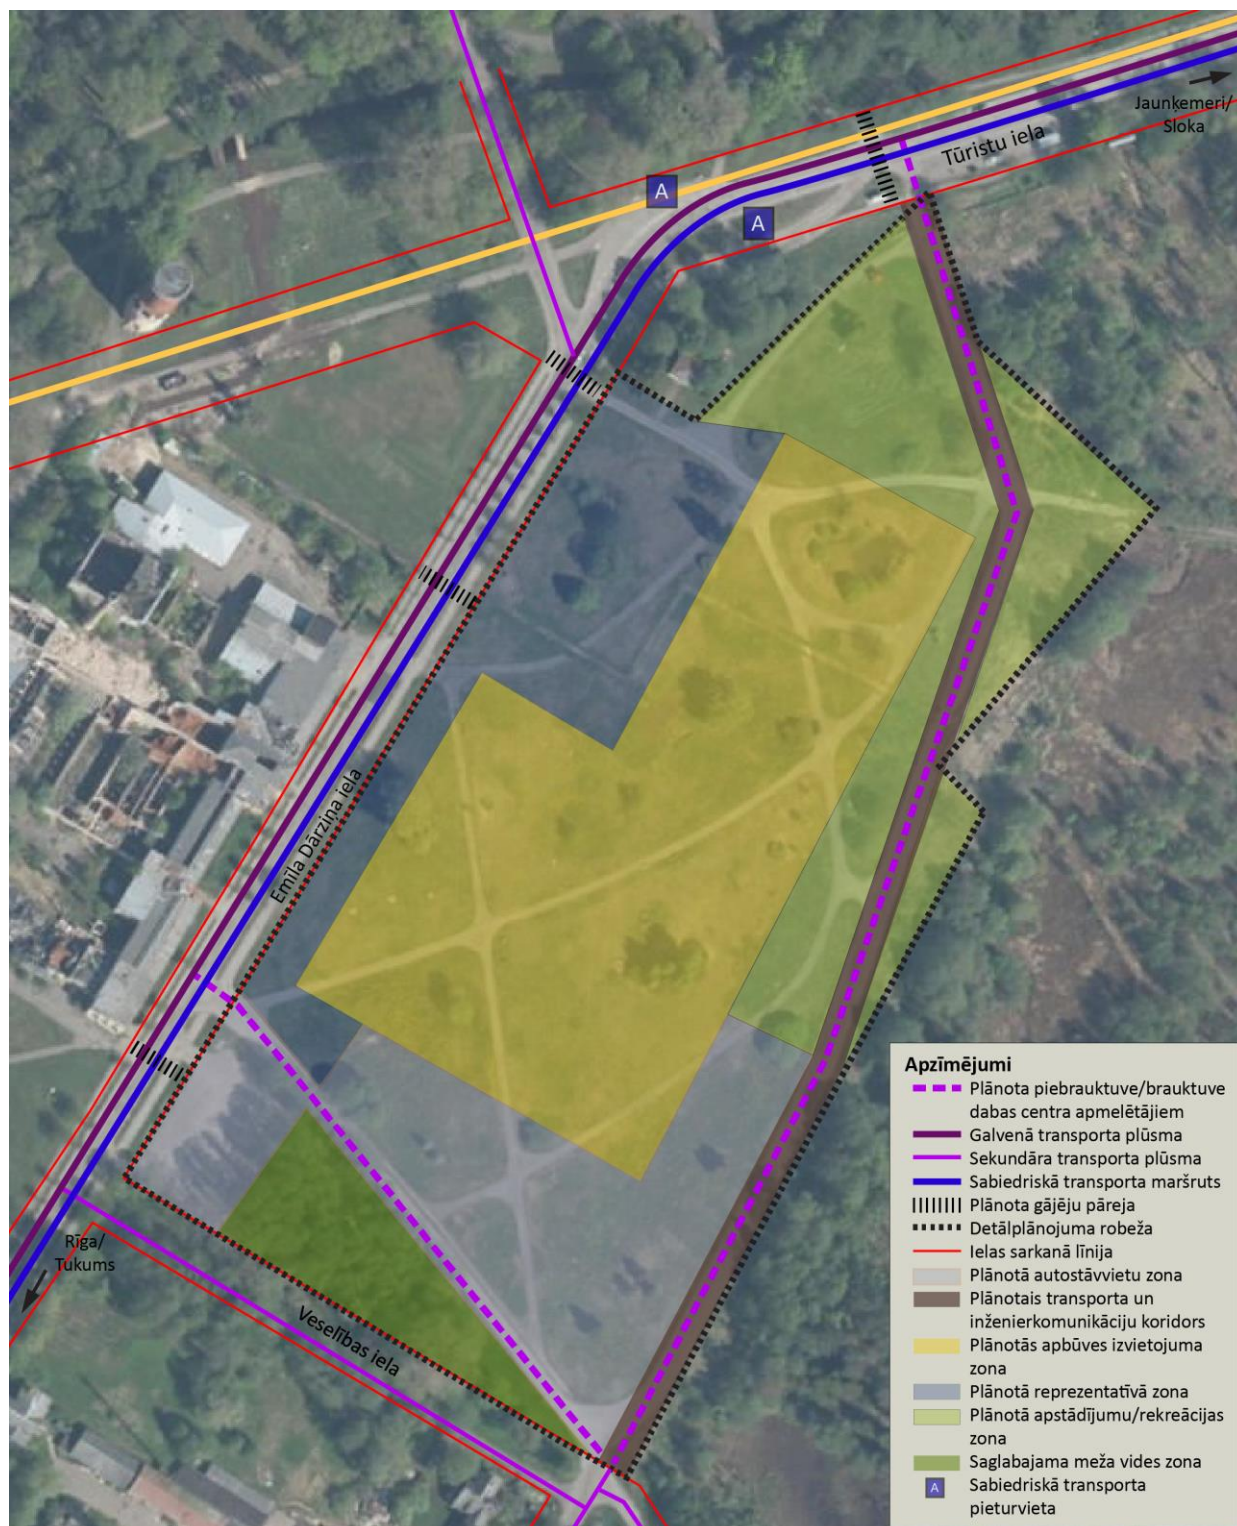 Jaunķemeri/
Sloka
Tūristu iela
A
A
Emīla Dārziņa iela
Rīga/
Tukums
Veselības iela
Apzīmējumi
Plānota piebrauktuve/brauktuve
dabas centra apmelētājiem
Galvenā transporta plūsma
Sekundāra transporta plūsma
Sabiedriskā transporta maršruts
Plānota gājēju pāreja
Detālplānojuma robeža
Ielas sarkanā līnija
Plānotā autostāvvietu zona
Plānotais transporta un
inženierkomunikāciju koridors
Plānotās apbūves izvietojuma
zona
Plānotā reprezentatīvā zona
Plānotā apstādījumu/rekreācijas
zona
Saglabajama meža vides zona
A
Sabiedriskā transporta
pieturvieta